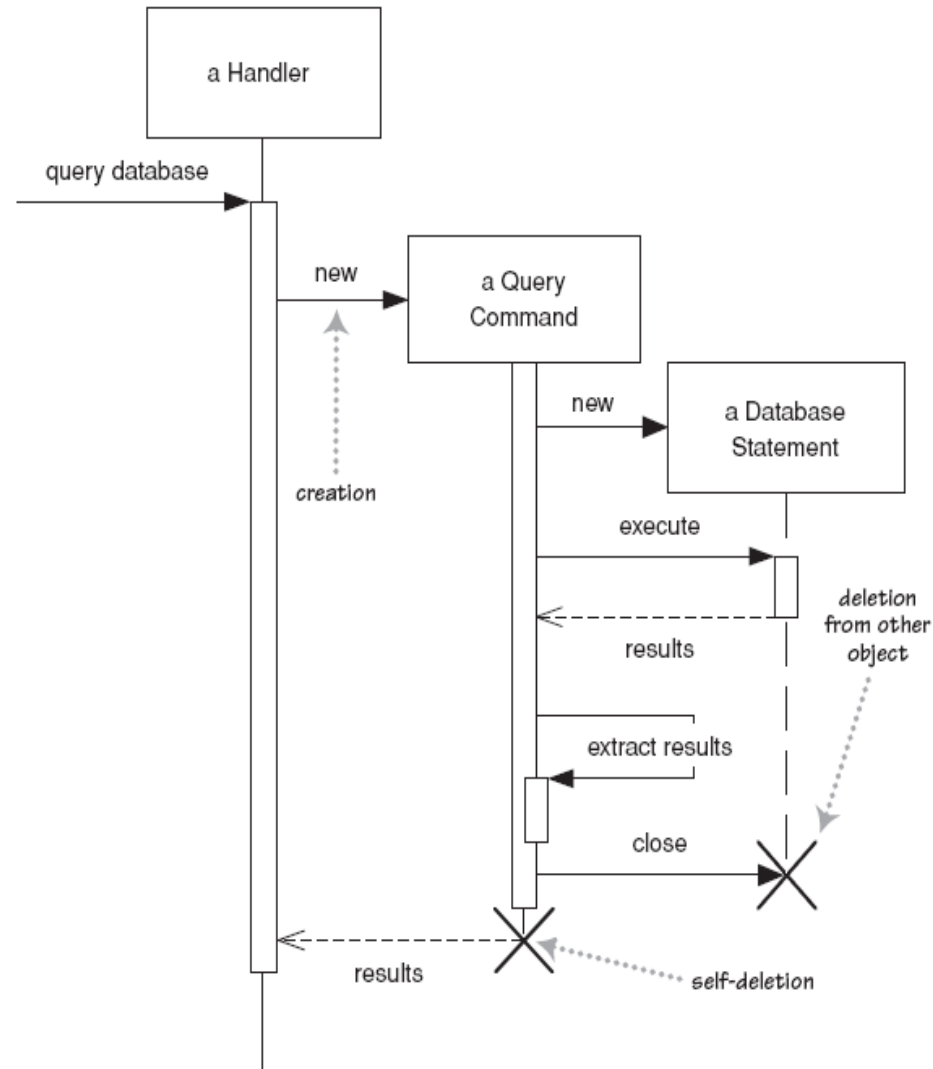 a Handler
query database
new
a Query
Command
new
a Database
Statement
creation
execute
deletion
from other
object
results
extract results
close
results
self-deletion